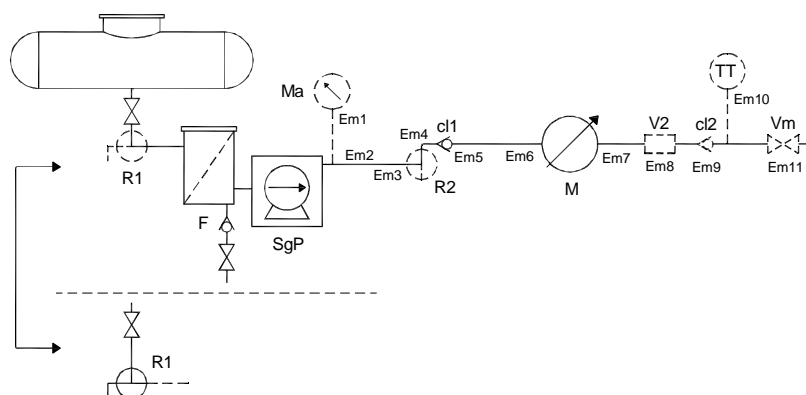 TT
Ma
Em10
Em1
Em4
cl1
V2
cl2
Vm
Em2
Em3
Em5
Em6
Em7
Em8
Em9
Em11
R1
R2
M
F
SgP
R1